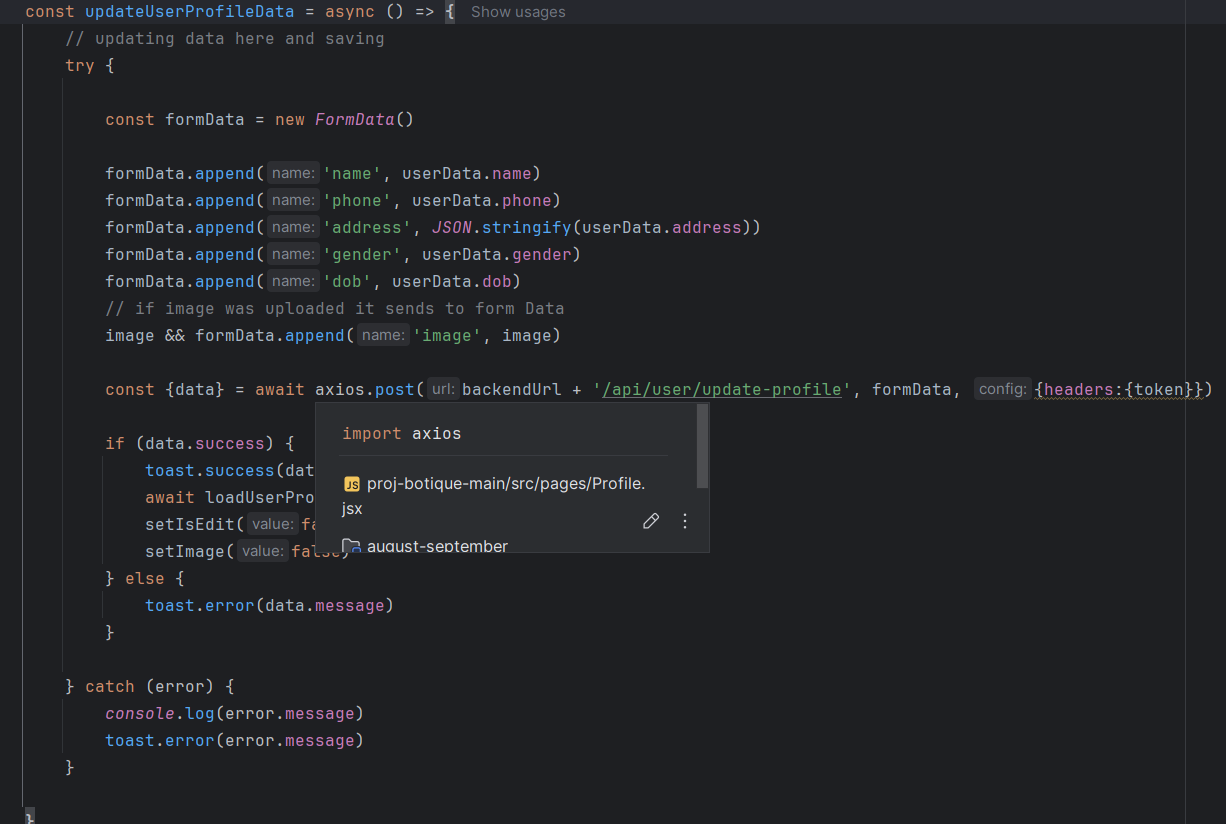 const updateUserProfileData = async () => { Show usages
// updating data here and saving
try {
const formData = new FormData()
formData.append( name: 'name', userData.name)
formData.append( name: 'phone', userData.phone)
formData.append( name: 'address', JSON.stringify(userData.address))
formData.append( name: 'gender', userData.gender)
formData.append( name: 'dob', userData.dob)
// if image was uploaded it sends to form Data
image && formData.append( name: 'image', image)
const {data} = await axios.post( url: backendUrl + '/api/user/update-profile', formData, config: {headers:{token}})
if (data.success) {
toast.success(dat
await loadUserPro
setIsEdit( value: fa
setImage( value: false)
import axios
JS proj-botique-main/src/pages/Profile.
jsx
august-september
} else {
toast.error(data.message)
}
} catch (error) {
console.log(error.message)
toast.error(error.message)
}
}